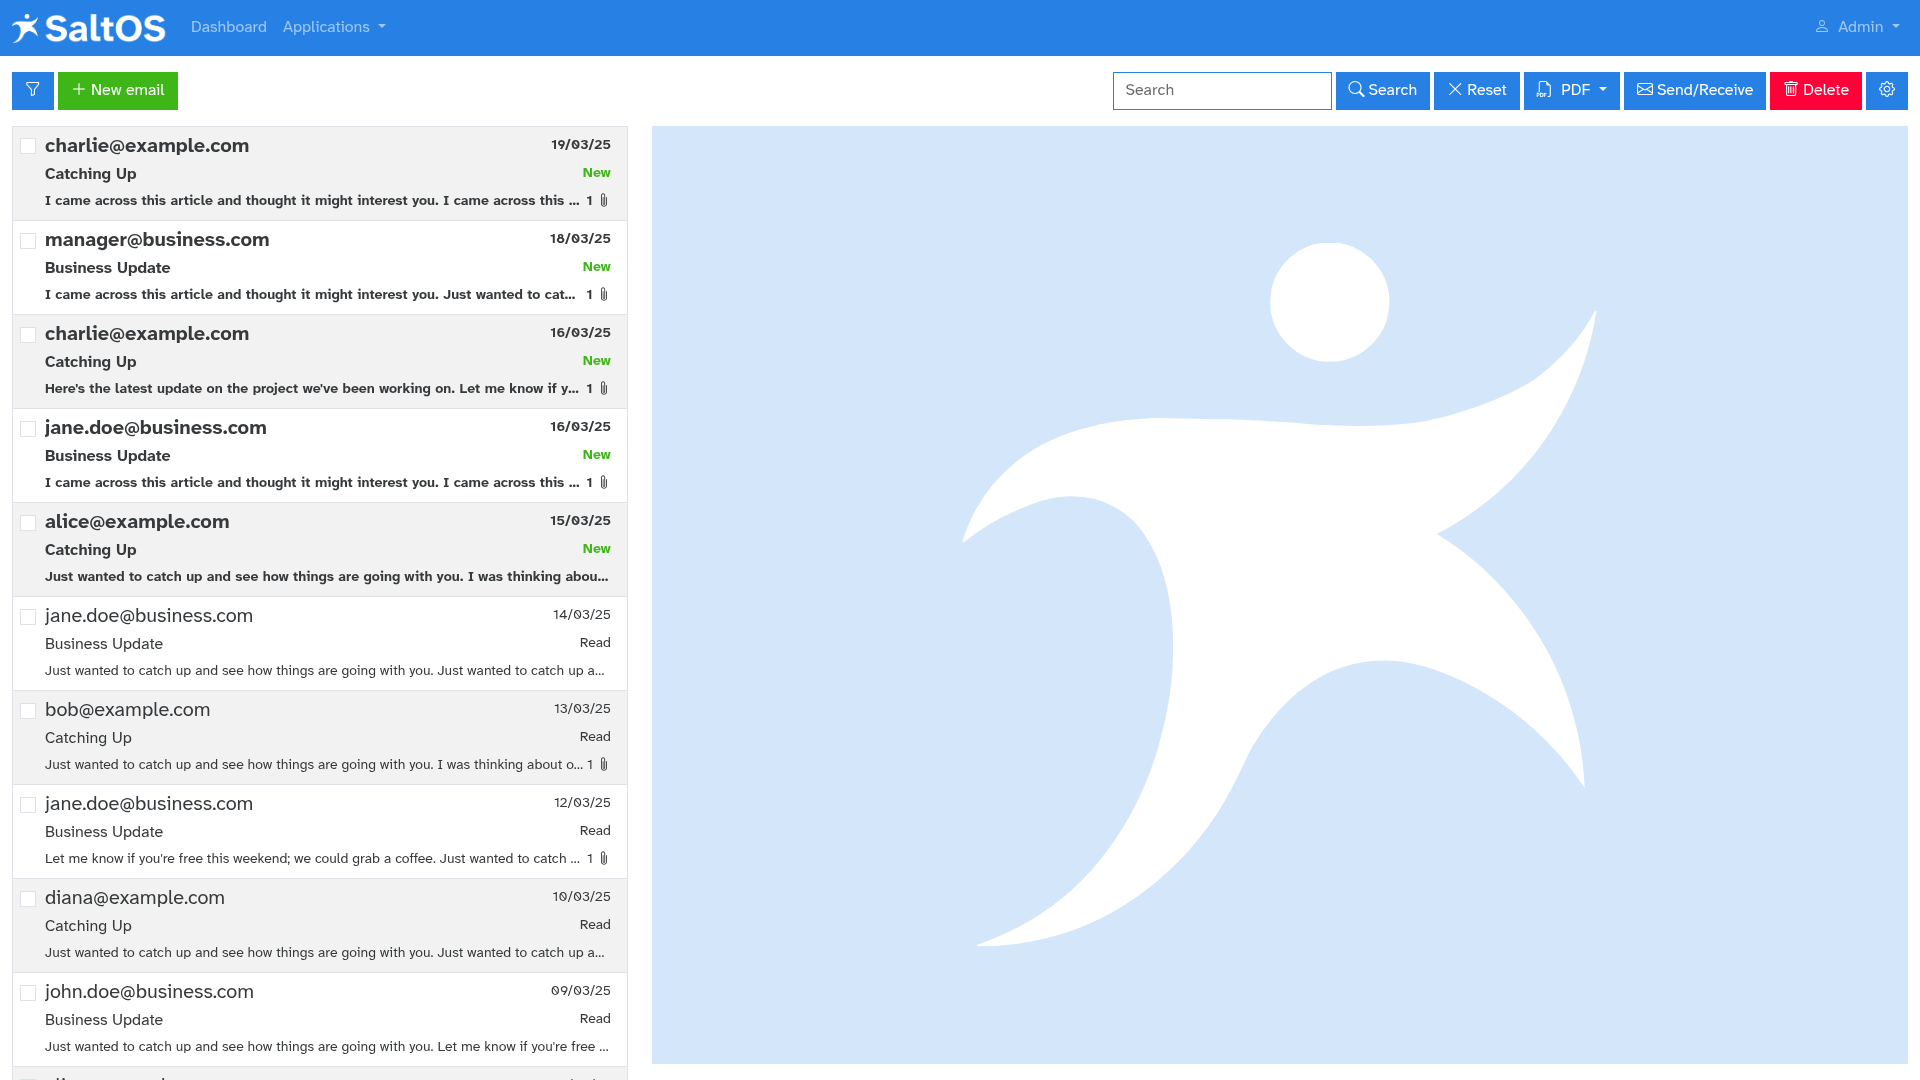 SaltOS Dashboard Applications Admin
New email Search Search Reset PDF Send/Receive Delete
charlie@example.com 19/03/25
Catching Up New
I came across this article and thought it might interest you. I came across this ... 1
manager@business.com 18/03/25
Business Update New
I came across this article and thought it might interest you. Just wanted to cat... 1
charlie@example.com 16/03/25
Catching Up New
Here's the latest update on the project we've been working on. Let me know if y... 1
jane.doe@business.com 16/03/25
Business Update New
I came across this article and thought it might interest you. I came across this ... 1
alice@example.com 15/03/25
Catching Up New
Just wanted to catch up and see how things are going with you. I was thinking abou...
jane.doe@business.com 14/03/25
Business Update Read
Just wanted to catch up and see how things are going with you. Just wanted to catch up a...
bob@example.com 13/03/25
Catching Up Read
Just wanted to catch up and see how things are going with you. I was thinking about o... 1
jane.doe@business.com 12/03/25
Business Update Read
Let me know if you're free this weekend; we could grab a coffee. Just wanted to catch ... 1
diana@example.com 10/03/25
Catching Up Read
Just wanted to catch up and see how things are going with you. Just wanted to catch up a...
john.doe@business.com 09/03/25
Business Update Read
Just wanted to catch up and see how things are going with you. Let me know if you're free ...